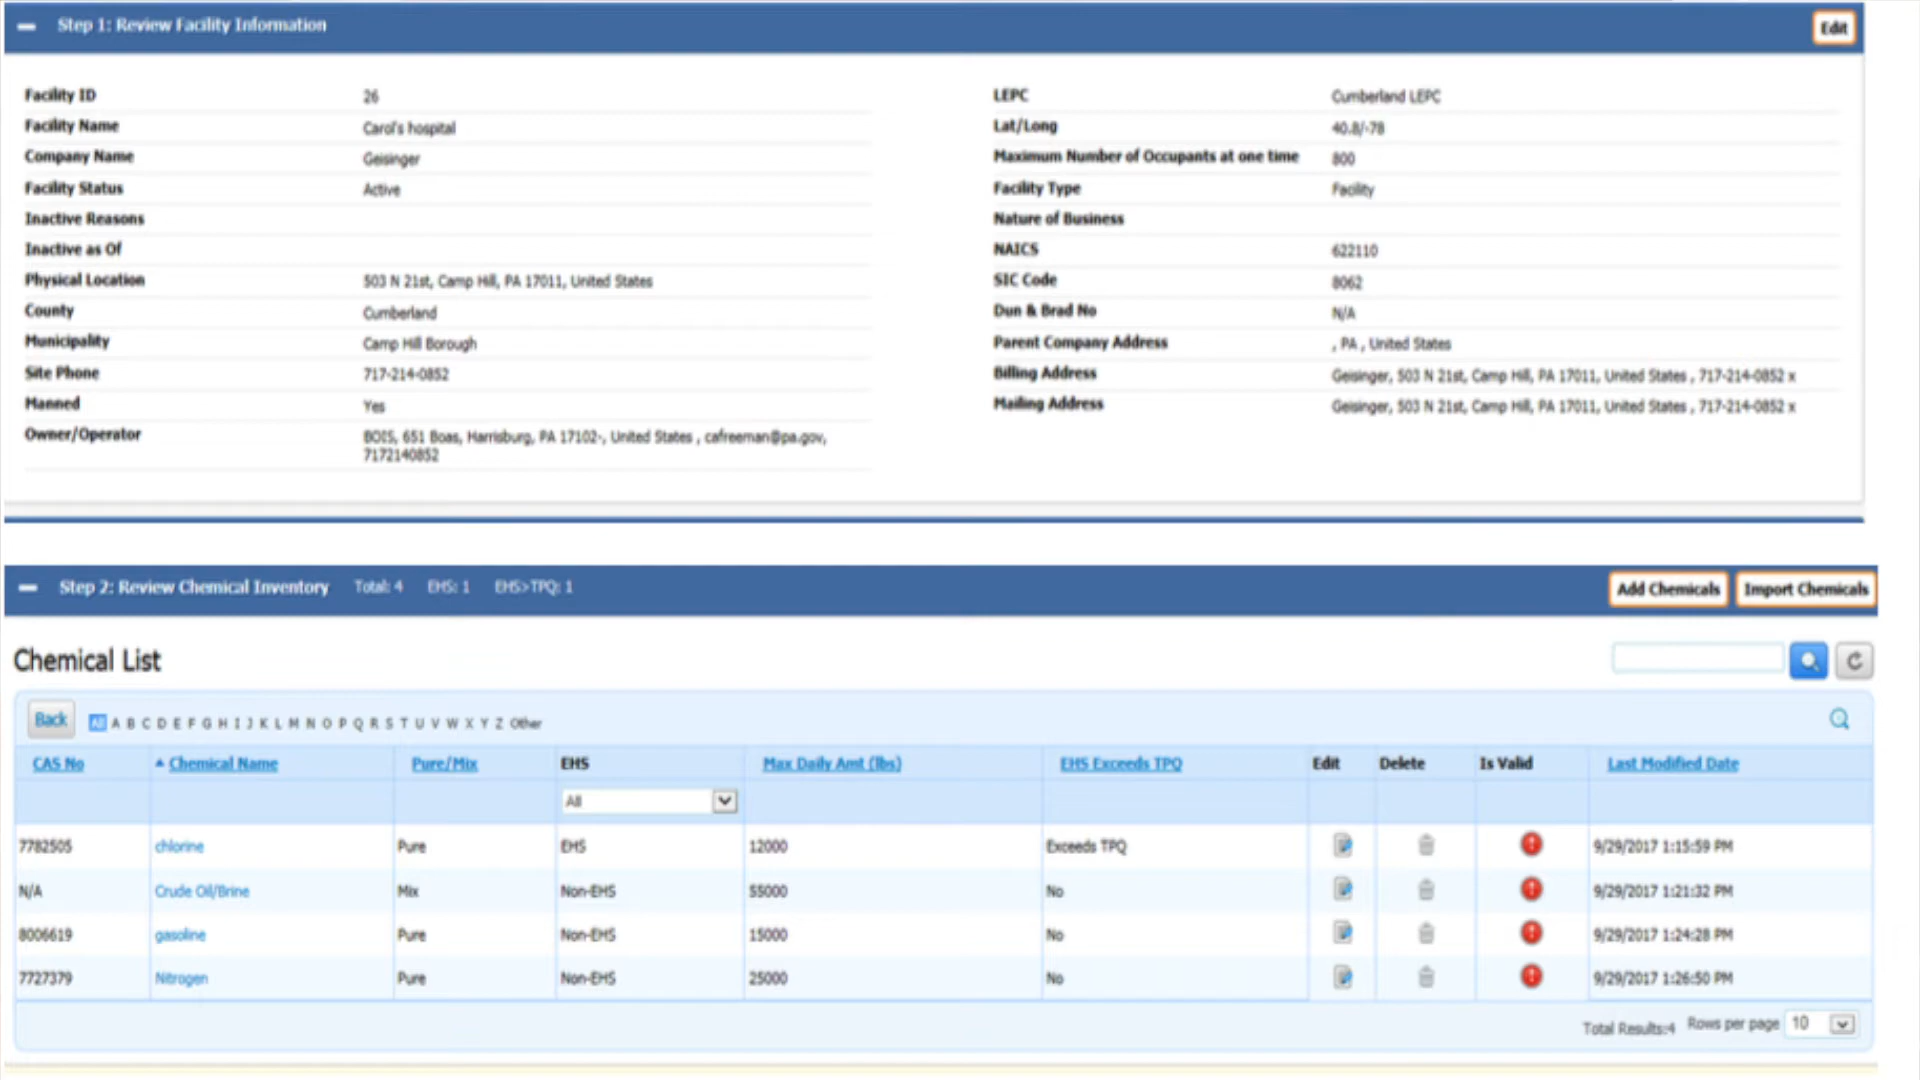 Step 1: Review Facility Information
Edit
Facility ID 26
Facility Name Carol's hospital
Company Name Geisinger
Facility Status Active
Inactive Reasons
Inactive as Of
Physical Location 503 N 21st, Camp Hill, PA 17011, United States
County Cumberland
Municipality Camp Hill Borough
Site Phone 717-214-0852
Manned Yes
Owner/Operator BOIS, 651 Boas, Harrisburg, PA 17102-, United States , cafreeman@pa.gov,
7172140852
LEPC Cumberland LEPC
Lat/Long 40.8/-78
Maximum Number of Occupants at one time 800
Facility Type Facility
Nature of Business
NAICS 622110
SIC Code 8062
Dun & Brad No N/A
Parent Company Address , PA , United States
Billing Address Geisinger, 503 N 21st, Camp Hill, PA 17011, United States , 717-214-0852 x
Mailing Address Geisinger, 503 N 21st, Camp Hill, PA 17011, United States , 717-214-0852 x
Step 2: Review Chemical Inventory Total: 4 EHS: 1 EHS>TPQ: 1
Add Chemicals Import Chemicals
Chemical List
Back All A B C D E F G H I J K L M N O P Q R S T U V W X Y Z Other
CAS No Chemical Name Pure/Mix EHS Max Daily Amt (lbs) EHS Exceeds TPQ Edit Delete Is Valid Last Modified Date
All
7782505 chlorine Pure EHS 12000 Exceeds TPQ 9/29/2017 1:15:59 PM
N/A Crude Oil/Brine Mix Non-EHS 55000 No 9/29/2017 1:21:32 PM
8006619 gasoline Pure Non-EHS 15000 No 9/29/2017 1:24:28 PM
7727379 Nitrogen Pure Non-EHS 25000 No 9/29/2017 1:26:50 PM
Total Results:4 Rows per page 10